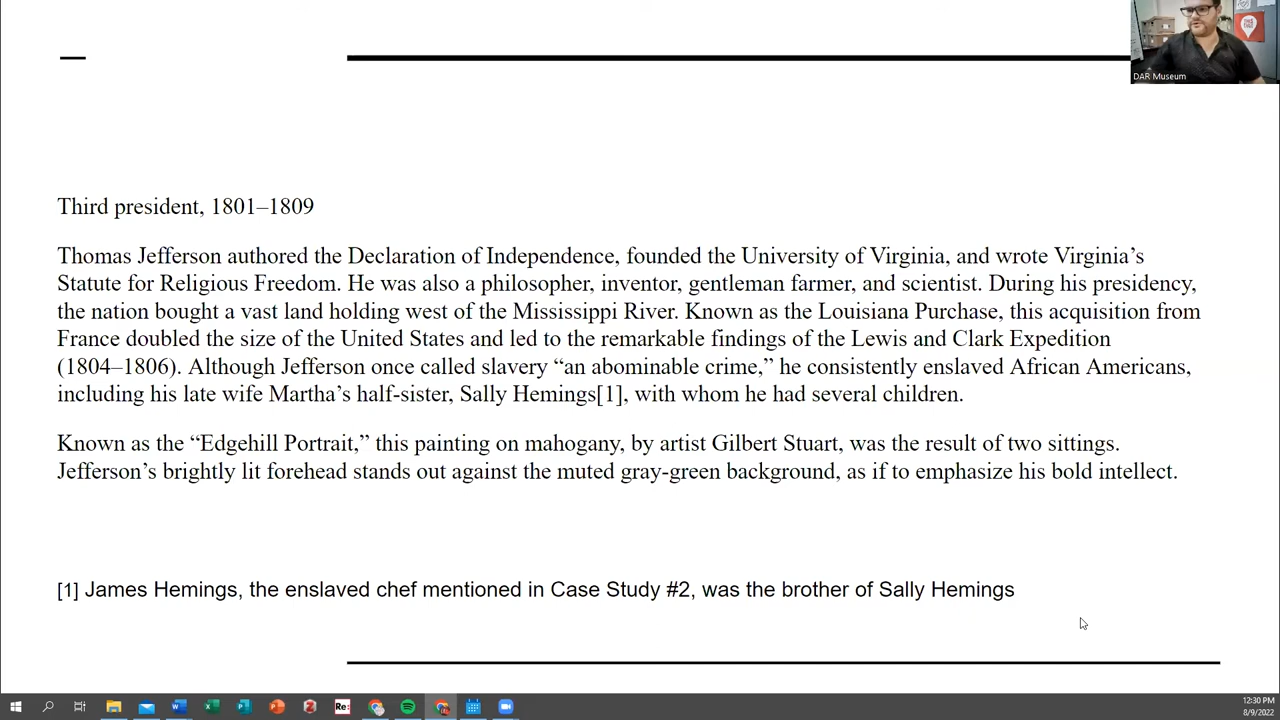 DAR Museum
Third president, 1801–1809
Thomas Jefferson authored the Declaration of Independence, founded the University of Virginia, and wrote Virginia’s
Statute for Religious Freedom. He was also a philosopher, inventor, gentleman farmer, and scientist. During his presidency,
the nation bought a vast land holding west of the Mississippi River. Known as the Louisiana Purchase, this acquisition from
France doubled the size of the United States and led to the remarkable findings of the Lewis and Clark Expedition
(1804–1806). Although Jefferson once called slavery “an abominable crime,” he consistently enslaved African Americans,
including his late wife Martha’s half-sister, Sally Hemings[1], with whom he had several children.
Known as the “Edgehill Portrait,” this painting on mahogany, by artist Gilbert Stuart, was the result of two sittings.
Jefferson’s brightly lit forehead stands out against the muted gray-green background, as if to emphasize his bold intellect.
[1] James Hemings, the enslaved chef mentioned in Case Study #2, was the brother of Sally Hemings
Re:
12:30 PM
8/9/2022